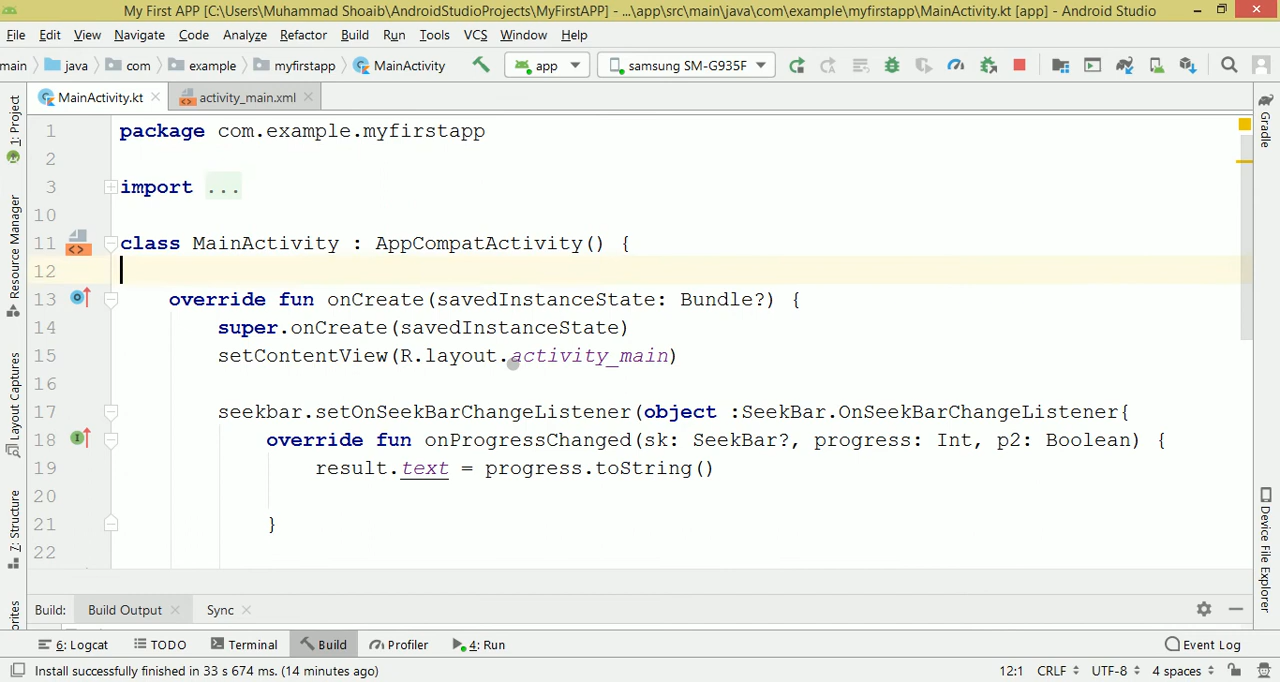 My First APP [C:\Users\Muhammad Shoaib\AndroidStudioProjects\MyFirstAPP] - ...\app\src\main\java\com\example\myfirstapp\MainActivity.kt [app] - Android Studio
File Edit View Navigate Code Analyze Refactor Build Run Tools VCS Window Help
main java com example myfirstapp MainActivity app samsung SM-G935F
MainActivity.kt activity_main.xml
1: Project
Resource Manager
Layout Captures
7: Structure
orites
Gradle
Device File Explorer
1 package com.example.myfirstapp
2
3 import ...
10
11 class MainActivity : AppCompatActivity() {
12
13 override fun onCreate(savedInstanceState: Bundle?) {
14 super.onCreate(savedInstanceState)
15 setContentView(R.layout.activity_main)
16
17 seekbar.setOnSeekBarChangeListener(object :SeekBar.OnSeekBarChangeListener{
18 override fun onProgressChanged(sk: SeekBar?, progress: Int, p2: Boolean) {
19 result.text = progress.toString()
20
21 }
22
Build: Build Output Sync
6: Logcat TODO Terminal Build Profiler 4: Run Event Log
Install successfully finished in 33 s 674 ms. (14 minutes ago) 12:1 CRLF UTF-8 4 spaces